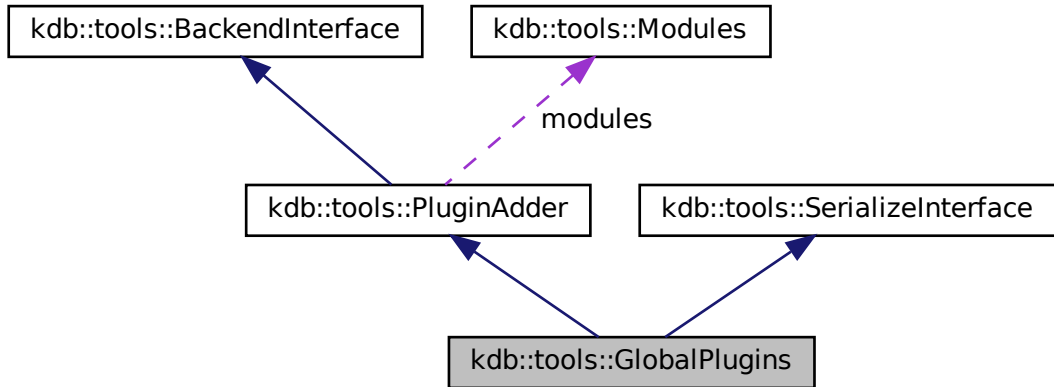 kdb::tools::BackendInterface
kdb::tools::Modules
modules
kdb::tools::PluginAdder
kdb::tools::SerializeInterface
kdb::tools::GlobalPlugins